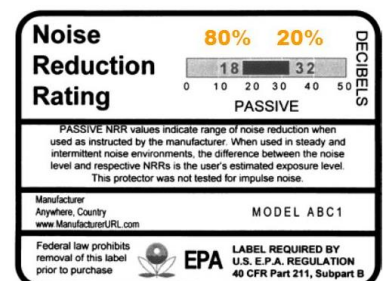 Noise
Reduction
Rating
80% 20%
18 32
0 10 20 30 40 50
PASSIVE
DECIBELS
PASSIVE NRR values indicate range of noise reduction when
used as instructed by the manufacturer. When used in steady and
intermittent noise environments, the difference between the noise
level and respective NRRs is the user's estimated exposure level.
This protector was not tested for impulse noise.
Manufacturer
Anywhere, Country
www.ManufacturerURL.com
MODEL ABC1
Federal law prohibits
removal of this label
prior to purchase
EPA
LABEL REQUIRED BY
U.S. E.P.A. REGULATION
40 CFR Part 211, Subpart B